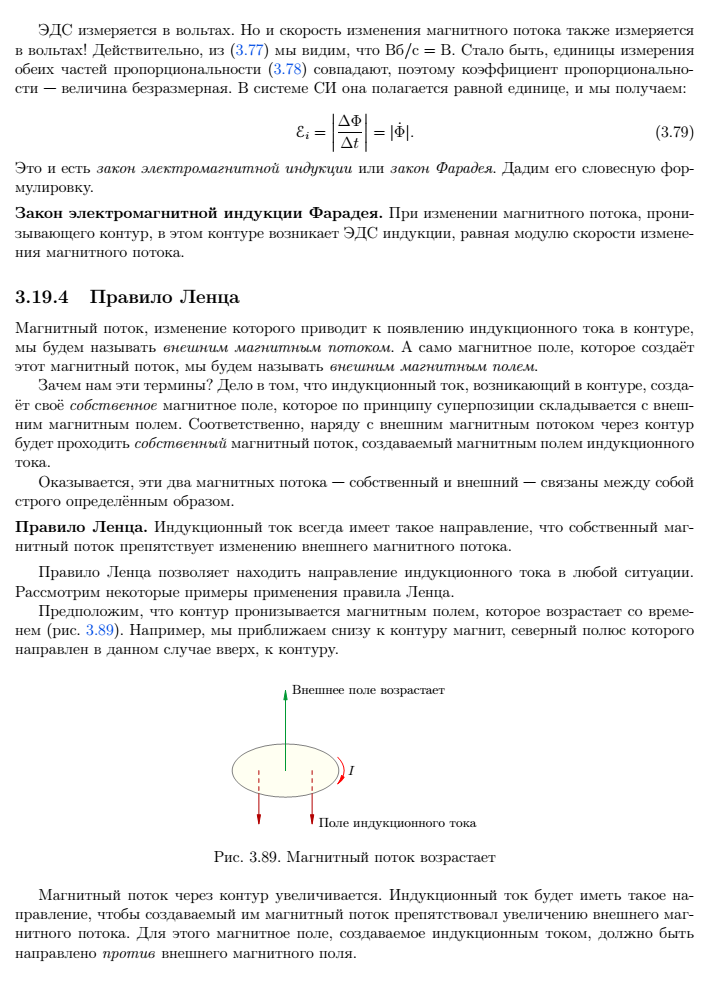 ЭДС измеряется в вольтах. Но и скорость изменения магнитного потока также измеряется
в вольтах! Действительно, из (3.77) мы видим, что Вб/с = В. Стало быть, единицы измерения
обеих частей пропорциональности (3.78) совпадают, поэтому коэффициент пропорционально-
сти — величина безразмерная. В системе СИ она полагается равной единице, и мы получаем:
ℰi = |ΔΦ/Δt| = |Φ̇|. (3.79)
Это и есть закон электромагнитной индукции или закон Фарадея. Дадим его словесную фор-
мулировку.
Закон электромагнитной индукции Фарадея. При изменении магнитного потока, прони-
зывающего контур, в этом контуре возникает ЭДС индукции, равная модулю скорости измене-
ния магнитного потока.
3.19.4 Правило Ленца
Магнитный поток, изменение которого приводит к появлению индукционного тока в контуре,
мы будем называть внешним магнитным потоком. А само магнитное поле, которое создаёт
этот магнитный поток, мы будем называть внешним магнитным полем.
Зачем нам эти термины? Дело в том, что индукционный ток, возникающий в контуре, созда-
ёт своё собственное магнитное поле, которое по принципу суперпозиции складывается с внеш-
ним магнитным полем. Соответственно, наряду с внешним магнитным потоком через контур
будет проходить собственный магнитный поток, создаваемый магнитным полем индукционного
тока.
Оказывается, эти два магнитных потока — собственный и внешний — связаны между собой
строго определённым образом.
Правило Ленца. Индукционный ток всегда имеет такое направление, что собственный маг-
нитный поток препятствует изменению внешнего магнитного потока.
Правило Ленца позволяет находить направление индукционного тока в любой ситуации.
Рассмотрим некоторые примеры применения правила Ленца.
Предположим, что контур пронизывается магнитным полем, которое возрастает со време-
нем (рис. 3.89). Например, мы приближаем снизу к контуру магнит, северный полюс которого
направлен в данном случае вверх, к контуру.
Внешнее поле возрастает
I
Поле индукционного тока
Рис. 3.89. Магнитный поток возрастает
Магнитный поток через контур увеличивается. Индукционный ток будет иметь такое на-
правление, чтобы создаваемый им магнитный поток препятствовал увеличению внешнего маг-
нитного потока. Для этого магнитное поле, создаваемое индукционным током, должно быть
направлено против внешнего магнитного поля.